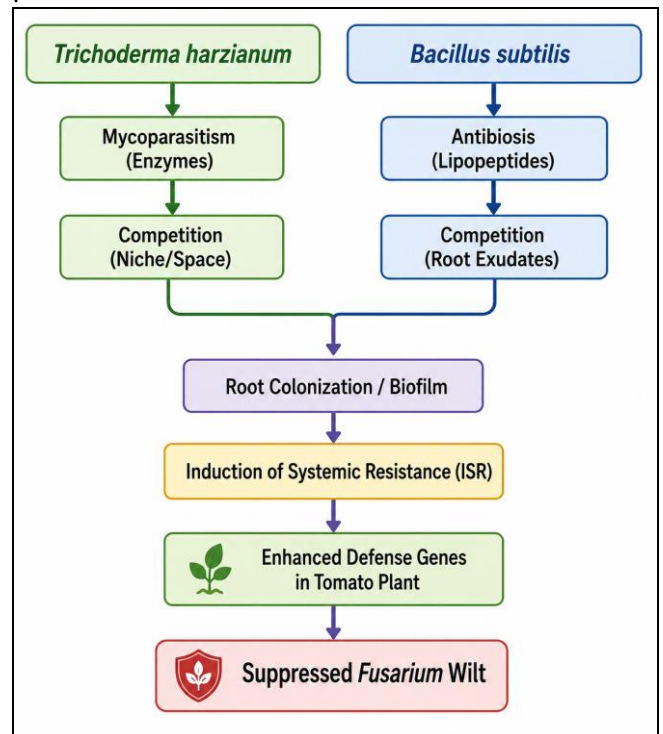 Trichoderma harzianum
Bacillus subtilis
Mycoparasitism
(Enzymes)
Antibiosis
(Lipopeptides)
Competition
(Niche/Space)
Competition
(Root Exudates)
Root Colonization / Biofilm
Induction of Systemic Resistance (ISR)
Enhanced Defense Genes
in Tomato Plant
Suppressed Fusarium Wilt